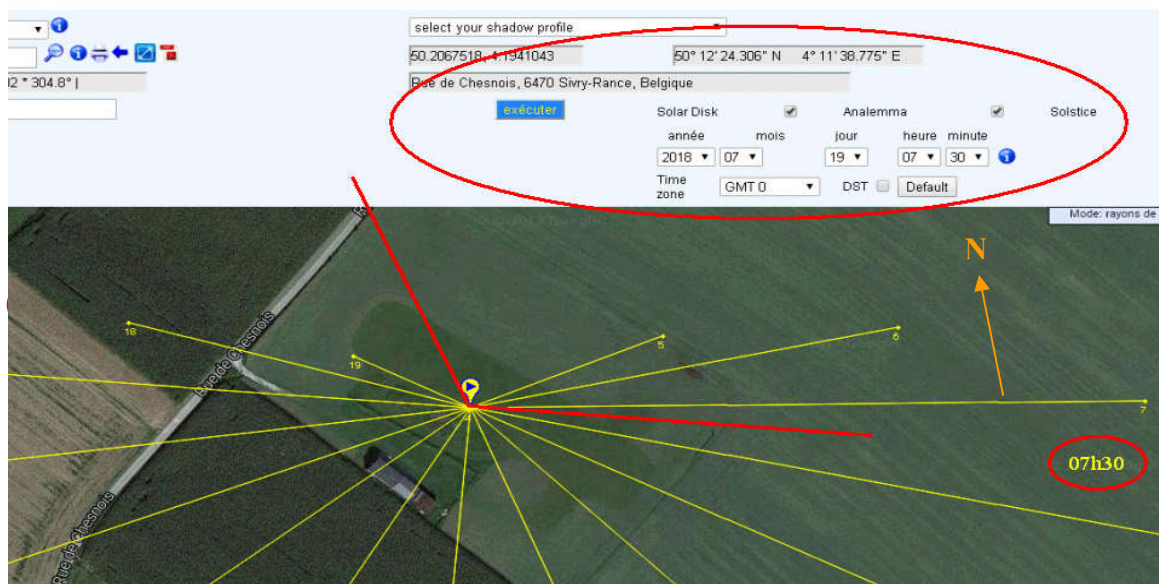 select your shadow profile
50.2067518, 4.1941043
50° 12' 24.306" N 4° 11' 38.775" E
2 * 304.8° |
Rue de Chesnois, 6470 Sivry-Rance, Belgique
exécuter
Solar Disk
Analemma
Solstice
année mois jour heure minute
2018 07 19 07 30
Time zone
GMT 0
DST
Default
Mode: rayons de
N
18
19
5
6
7
07h30
Rue de Chesnois
Rue de Chesnois